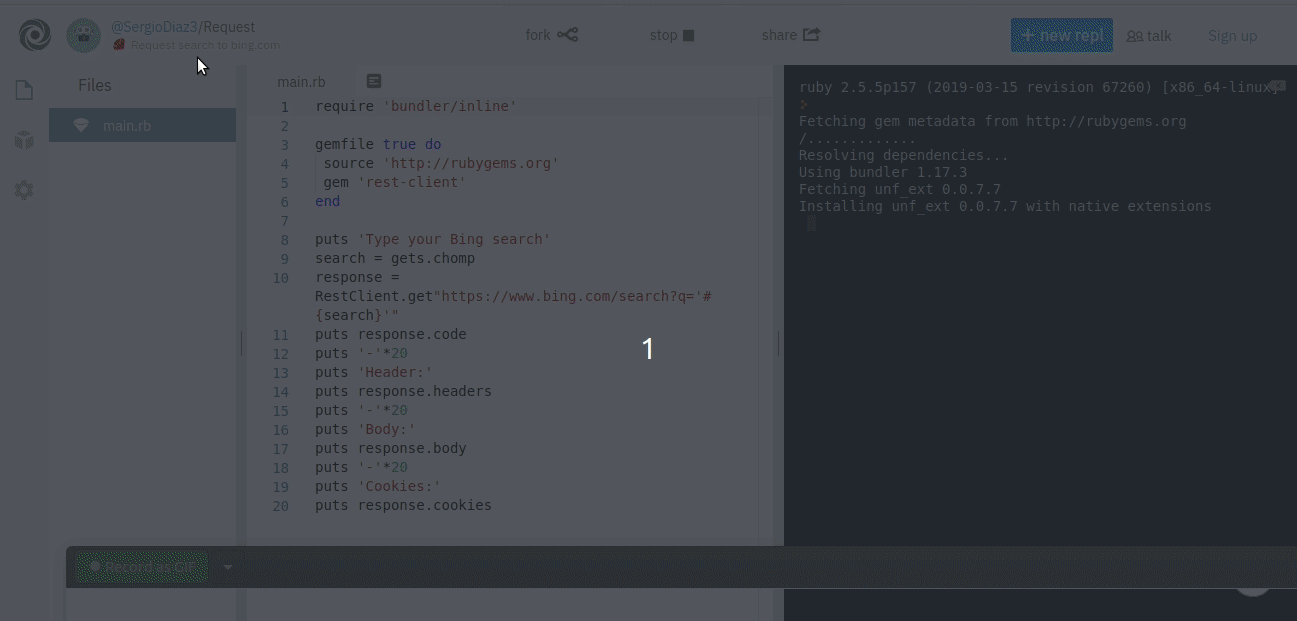 @SergioDiaz3/Request
Request search to bing.com
fork
stop
share
+ new repl
talk
Sign up
Files
main.rb
main.rb
1 require 'bundler/inline'
2
3 gemfile true do
4 source 'http://rubygems.org'
5 gem 'rest-client'
6 end
7
8 puts 'Type your Bing search'
9 search = gets.chomp
10 response =
RestClient.get"https://www.bing.com/search?q='#
{search}'"
11 puts response.code
12 puts '-'*20
13 puts 'Header:'
14 puts response.headers
15 puts '-'*20
16 puts 'Body:'
17 puts response.body
18 puts '-'*20
19 puts 'Cookies:'
20 puts response.cookies
ruby 2.5.5p157 (2019-03-15 revision 67260) [x86_64-linux]
Fetching gem metadata from http://rubygems.org
/.............
Resolving dependencies...
Using bundler 1.17.3
Fetching unf_ext 0.0.7.7
Installing unf_ext 0.0.7.7 with native extensions
1
Record as GIF